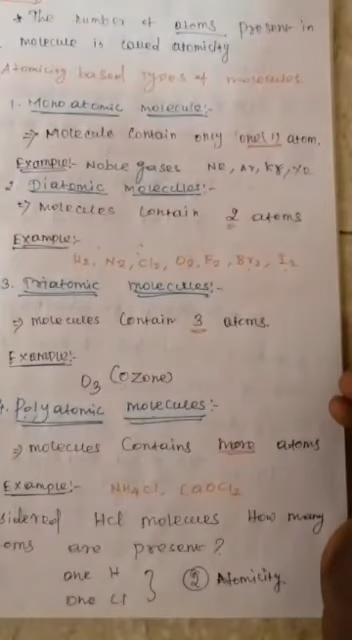 * The number of atoms present in
molecule is called atomicity
Atomicity based Types of molecules
1. Mono atomic molecule:-
⇒ Molecule contain only one(1) atom.
Example:- Noble gases Ne, Ar, Kr, Xe
2. Diatomic molecules:-
⇒ Molecules contain 2 atoms
Example:-
H2, N2, Cl2, O2, F2, Br2, I2
3. Triatomic molecules:-
⇒ molecules contain 3 atoms.
Example:-
O3 (Ozone)
4. Polyatomic molecules:-
⇒ molecules contains more atoms
Example:- NH4Cl, CaOCl2
sidered Hcl molecules How many
oms are present?
one H
one Cl } ② Atomicity.